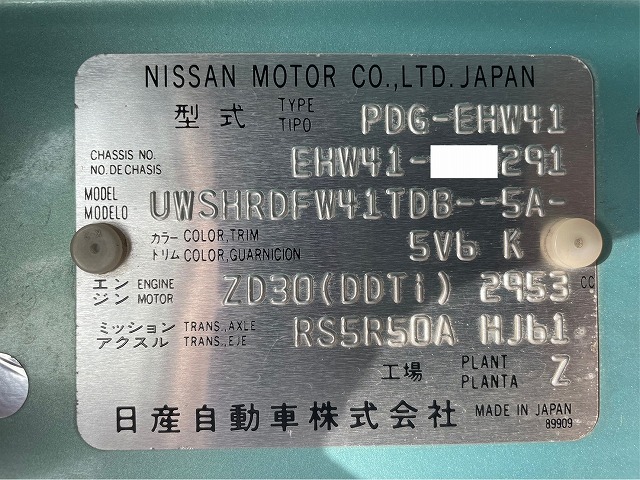 NISSAN MOTOR CO.,LTD.JAPAN
型式 TYPE TIPO PDG-EHW41
CHASSIS NO. NO.DE CHASIS EHW41- 291
MODEL MODELO UWSHRDFW41TDB--5A-
カラー COLOR,TRIM
トリム COLOR,GUARNICION 5V6 K
エンジン ENGINE MOTOR ZD30(DDTi) 2953 CC
ミッション TRANS.,AXLE
アクスル TRANS.,EJE RS5R50A HJ61
工場 PLANT PLANTA Z
日産自動車株式会社 MADE IN JAPAN
89909